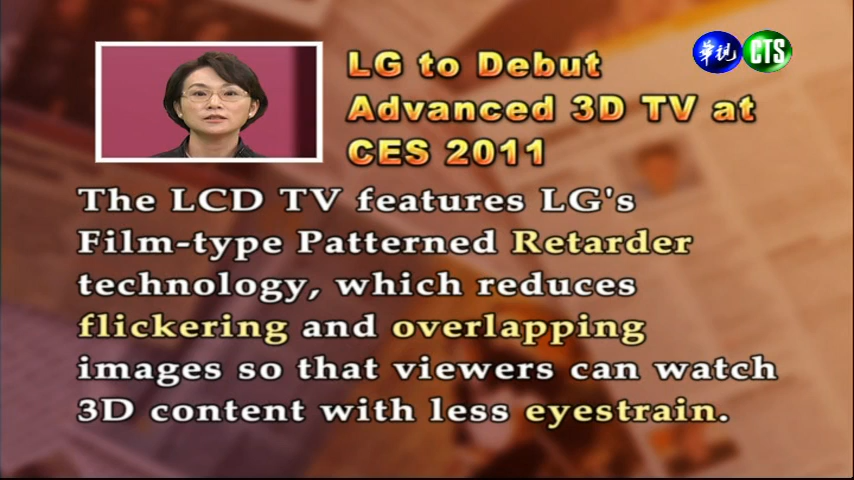 華視 CTS
LG to Debut
Advanced 3D TV at
CES 2011
The LCD TV features LG's
Film-type Patterned Retarder
technology, which reduces
flickering and overlapping
images so that viewers can watch
3D content with less eyestrain.